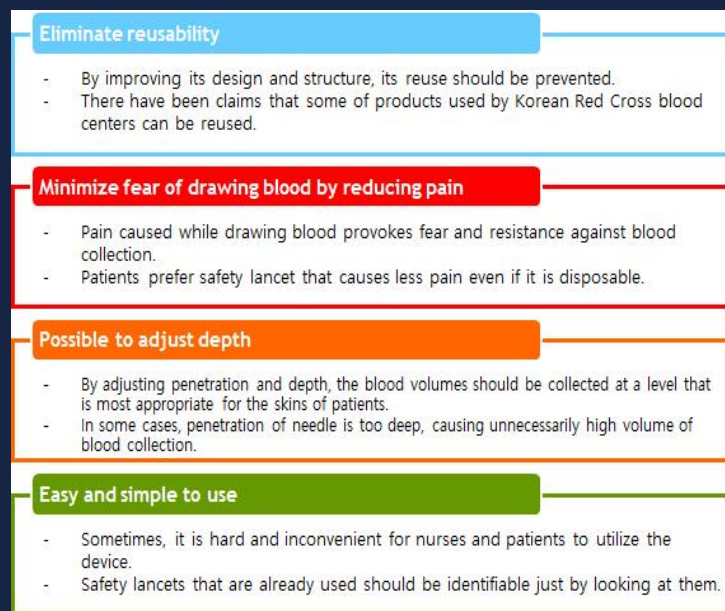 Eliminate reusability
- By improving its design and structure, its reuse should be prevented.
- There have been claims that some of products used by Korean Red Cross blood
centers can be reused.
Minimize fear of drawing blood by reducing pain
- Pain caused while drawing blood provokes fear and resistance against blood
collection.
- Patients prefer safety lancet that causes less pain even if it is disposable.
Possible to adjust depth
- By adjusting penetration and depth, the blood volumes should be collected at a level that
is most appropriate for the skins of patients.
- In some cases, penetration of needle is too deep, causing unnecessarily high volume of
blood collection.
Easy and simple to use
- Sometimes, it is hard and inconvenient for nurses and patients to utilize the
device.
- Safety lancets that are already used should be identifiable just by looking at them.